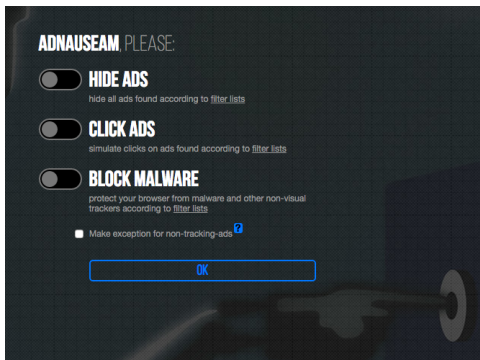 ADNAUSEAM, PLEASE:
HIDE ADS
hide all ads found according to filter lists
CLICK ADS
simulate clicks on ads found according to filter lists
BLOCK MALWARE
protect your browser from malware and other non-visual
trackers according to filter lists
Make exception for non-tracking-ads ?
OK